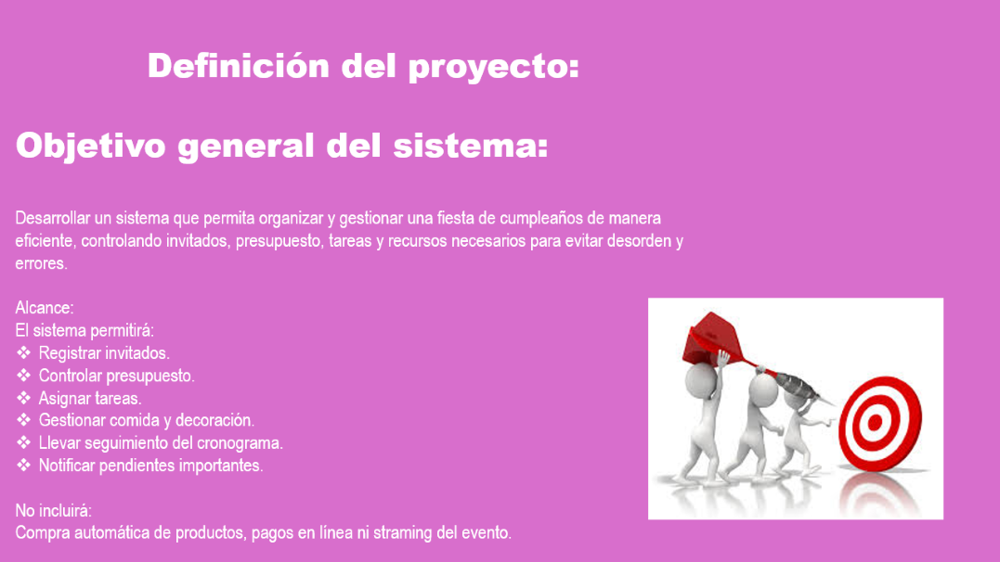 Definición del proyecto:
Objetivo general del sistema:
Desarrollar un sistema que permita organizar y gestionar una fiesta de cumpleaños de manera
eficiente, controlando invitados, presupuesto, tareas y recursos necesarios para evitar desorden y
errores.
Alcance:
El sistema permitirá:
❖ Registrar invitados.
❖ Controlar presupuesto.
❖ Asignar tareas.
❖ Gestionar comida y decoración.
❖ Llevar seguimiento del cronograma.
❖ Notificar pendientes importantes.
No incluirá:
Compra automática de productos, pagos en línea ni straming del evento.